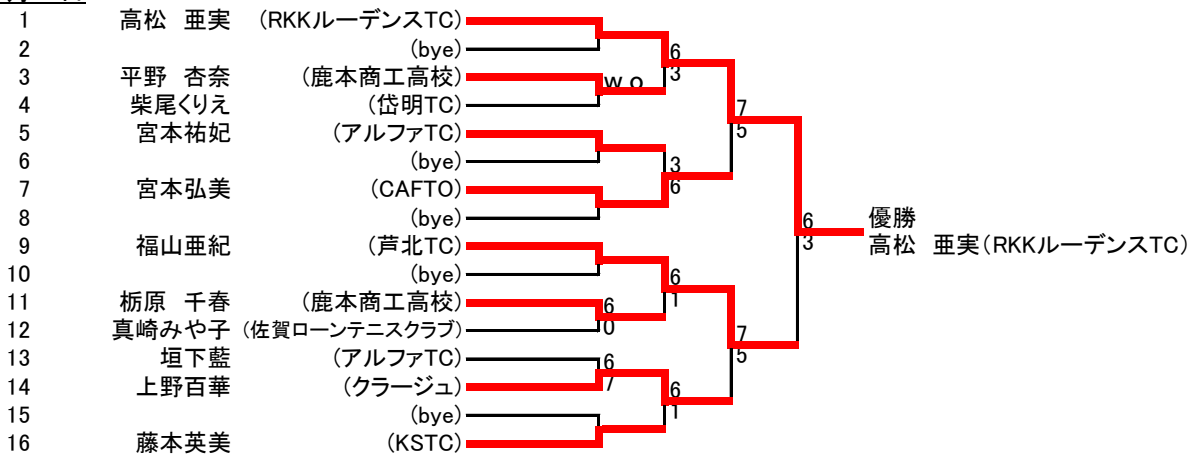 1 高松 亜実 (RKKルーデンスTC)
2 (bye)
6
3 平野 杏奈 (鹿本商工高校) w.o 3
4 柴尾くりえ (岱明TC)
7
5 宮本祐妃 (アルファTC) 5
6 (bye)
3
7 宮本弘美 (CAFTO) 6
8 (bye)
6 優勝
9 福山亜紀 (芦北TC) 3 高松 亜実(RKKルーデンスTC)
10 (bye)
6
11 栃原 千春 (鹿本商工高校) 6 1
12 真崎みや子 (佐賀ローンテニスクラブ) 0
7
13 垣下藍 (アルファTC) 6 5
14 上野百華 (クラージュ) 7 6
15 (bye) 1
16 藤本英美 (KSTC)